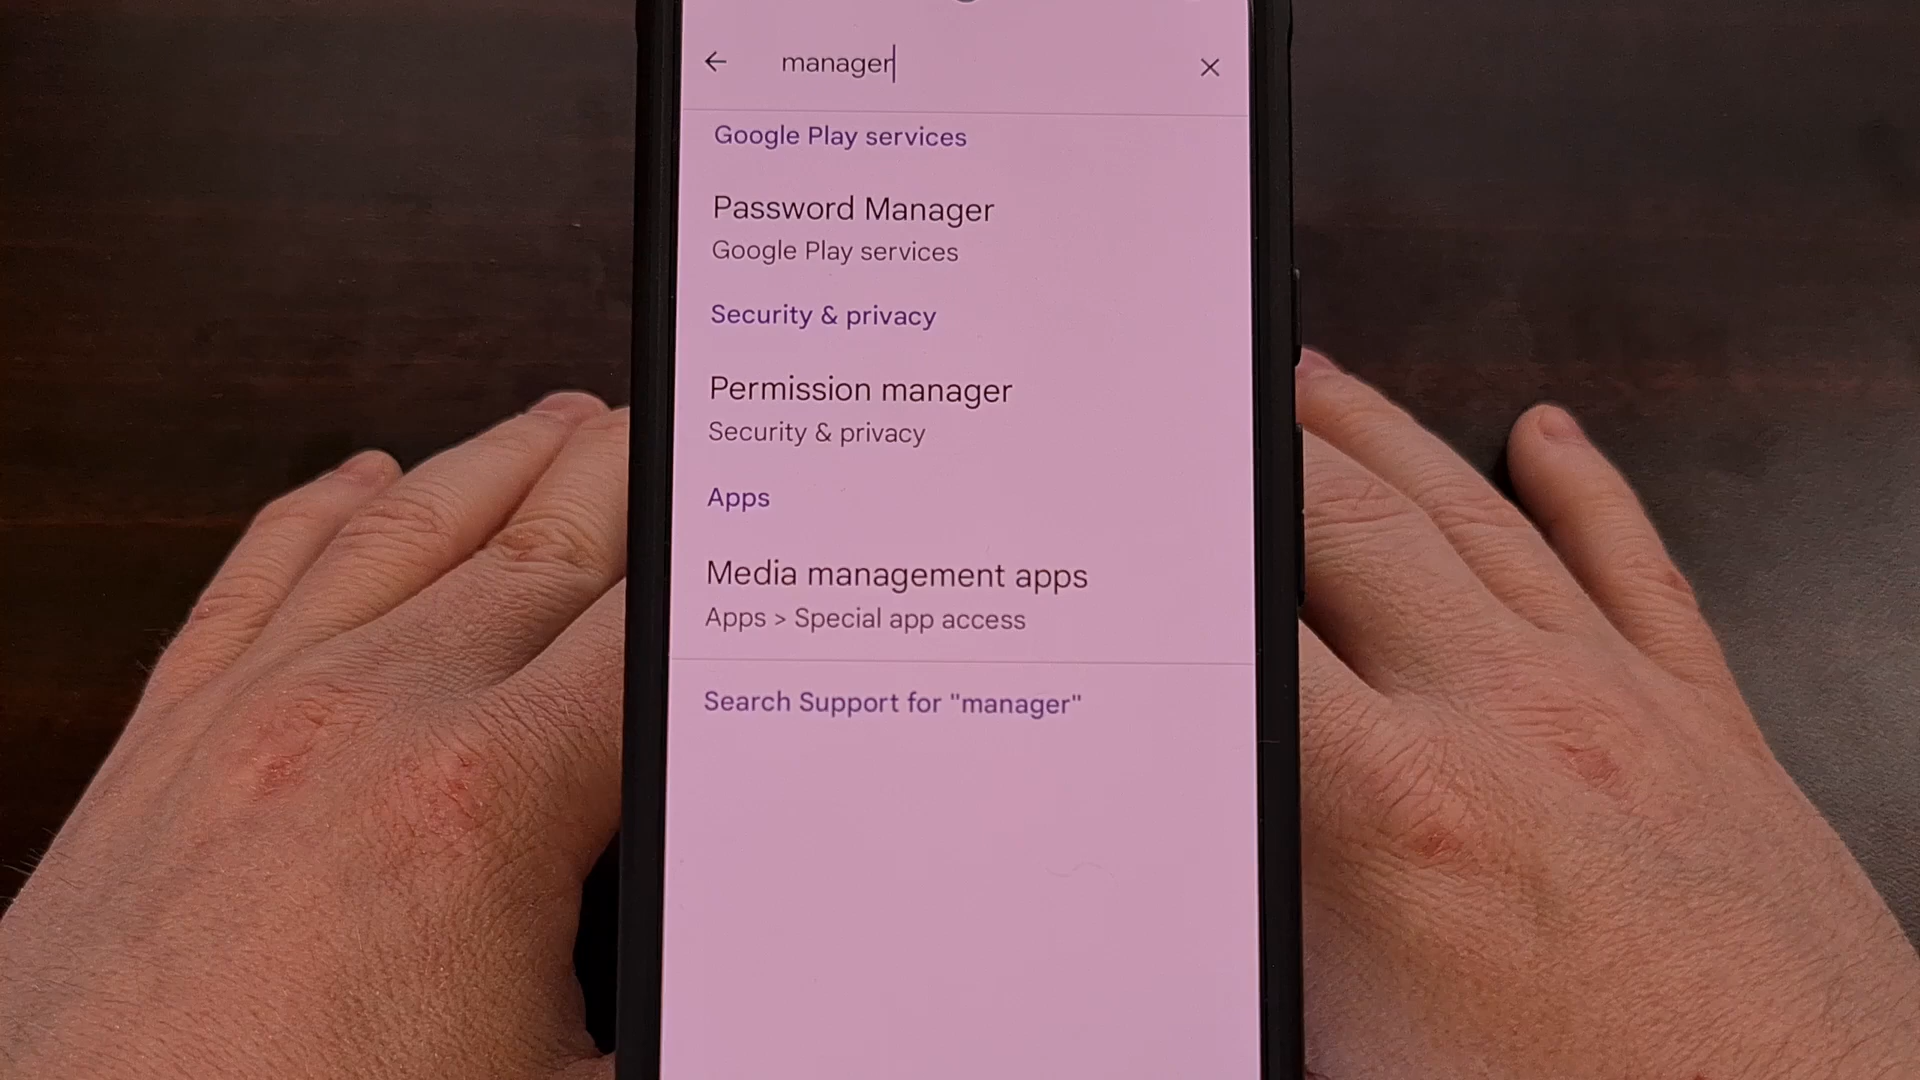 manager
Google Play services
Password Manager
Google Play services
Security & privacy
Permission manager
Security & privacy
Apps
Media management apps
Apps > Special app access
Search Support for "manager"